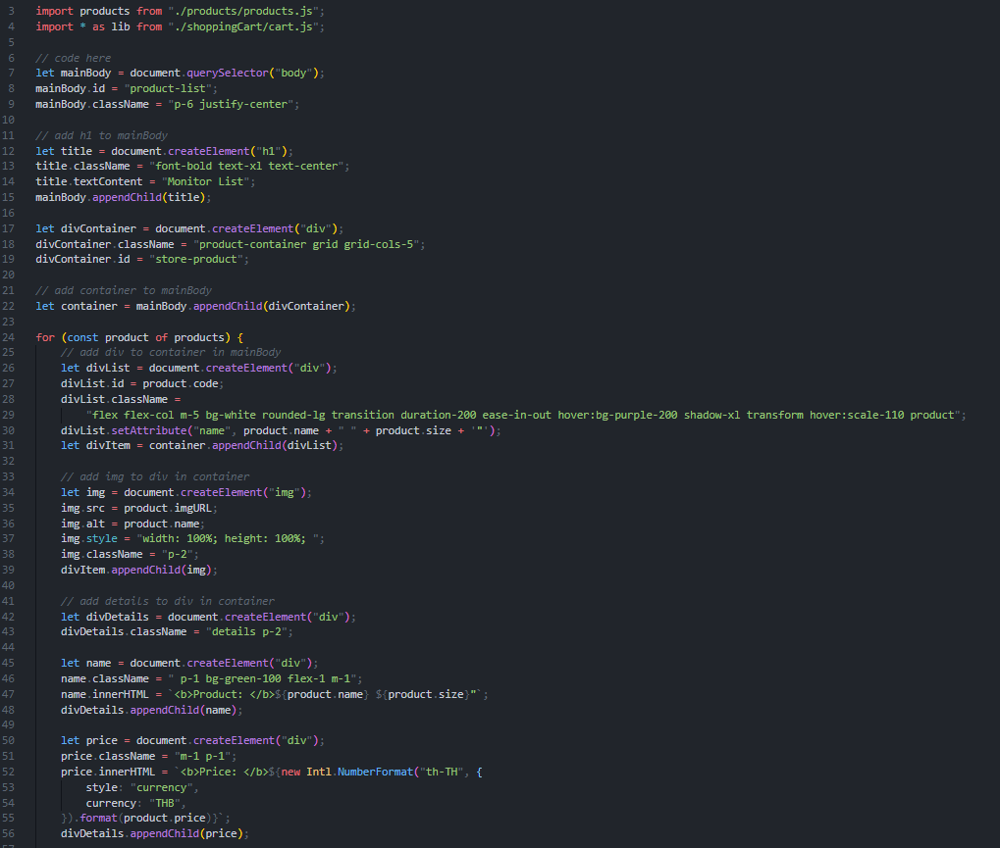 3 import products from "./products/products.js";
4 import * as lib from "./shoppingCart/cart.js";
5
6 // code here
7 let mainBody = document.querySelector("body");
8 mainBody.id = "product-list";
9 mainBody.className = "p-6 justify-center";
10
11 // add h1 to mainBody
12 let title = document.createElement("h1");
13 title.className = "font-bold text-xl text-center";
14 title.textContent = "Monitor List";
15 mainBody.appendChild(title);
16
17 let divContainer = document.createElement("div");
18 divContainer.className = "product-container grid grid-cols-5";
19 divContainer.id = "store-product";
20
21 // add container to mainBody
22 let container = mainBody.appendChild(divContainer);
23
24 for (const product of products) {
25     // add div to container in mainBody
26     let divList = document.createElement("div");
27     divList.id = product.code;
28     divList.className =
29         "flex flex-col m-5 bg-white rounded-lg transition duration-200 ease-in-out hover:bg-purple-200 shadow-xl transform hover:scale-110 product";
30     divList.setAttribute("name", product.name + " " + product.size + '"');
31     let divItem = container.appendChild(divList);
32
33     // add img to div in container
34     let img = document.createElement("img");
35     img.src = product.imgURL;
36     img.alt = product.name;
37     img.style = "width: 100%; height: 100%; ";
38     img.className = "p-2";
39     divItem.appendChild(img);
40
41     // add details to div in container
42     let divDetails = document.createElement("div");
43     divDetails.className = "details p-2";
44
45     let name = document.createElement("div");
46     name.className = " p-1 bg-green-100 flex-1 m-1";
47     name.innerHTML = `<b>Product: </b>${product.name} ${product.size}"`;
48     divDetails.appendChild(name);
49
50     let price = document.createElement("div");
51     price.className = "m-1 p-1";
52     price.innerHTML = `<b>Price: </b>${new Intl.NumberFormat("th-TH", {
53         style: "currency",
54         currency: "THB",
55     }).format(product.price)}`;
56     divDetails.appendChild(price);